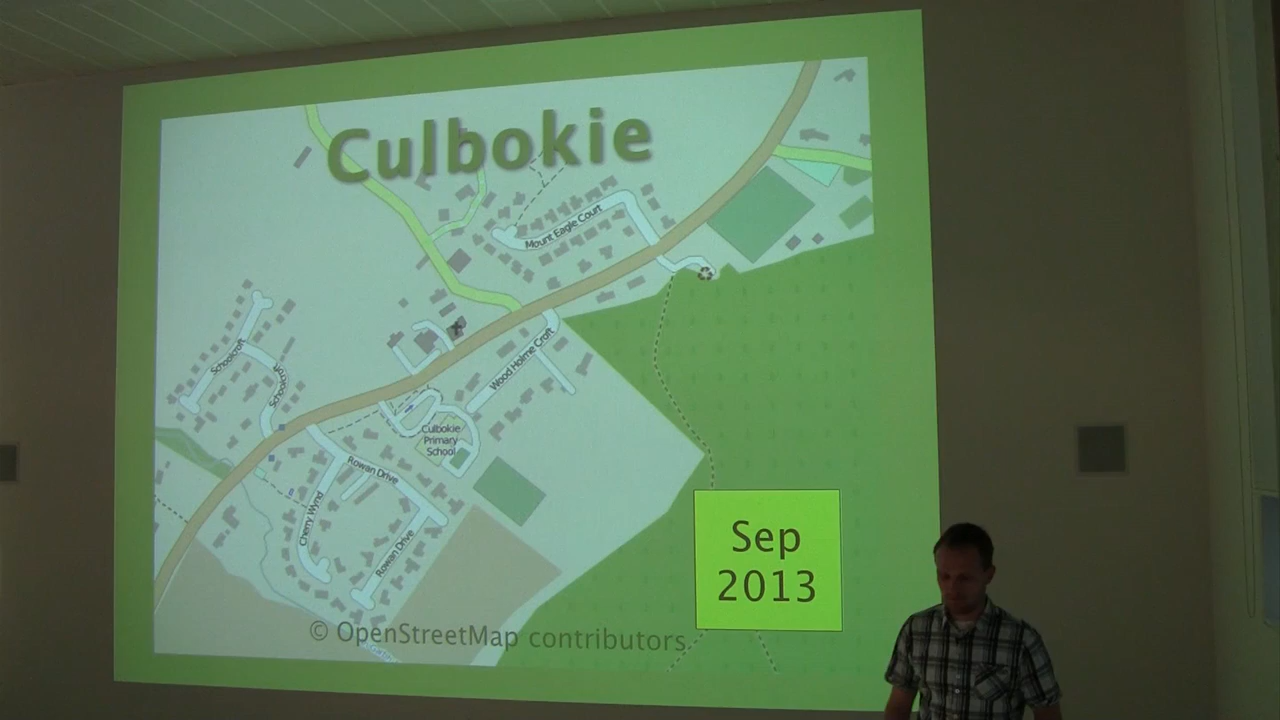 Culbokie
Mount Eagle Court
Wood Holme Croft
Schoolcroft
Culbokie
Primary
School
Rowan Drive
Cherry Wynd
Rowan Drive
Sep
2013
© OpenStreetMap contributors